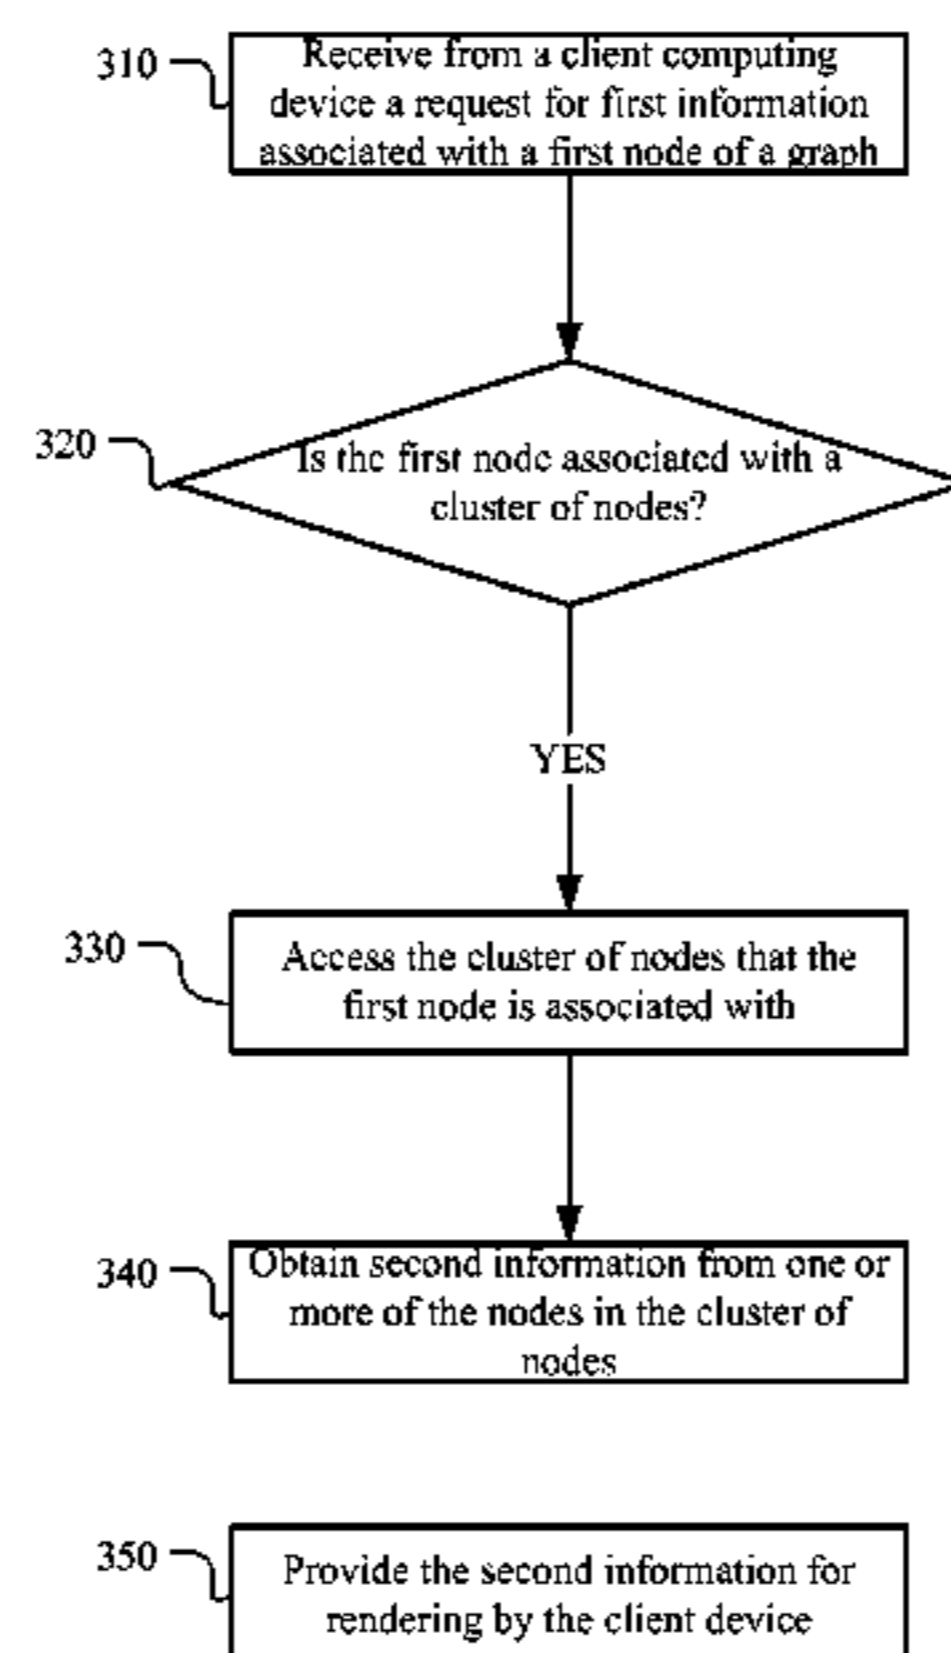 310
Receive from a client computing
device a request for first information
associated with a first node of a graph
320
Is the first node associated with a
cluster of nodes?
YES
330
Access the cluster of nodes that the
first node is associated with
340
Obtain second information from one or
more of the nodes in the cluster of
nodes
350
Provide the second information for
rendering by the client device